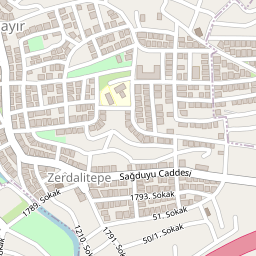 ayır
Zerdalitepe
Sağduyu Caddesi
1793. Sokak
1789. Sokak
51. Sokak
1210. Sokak
1791. Sokak
50/1. Sokak